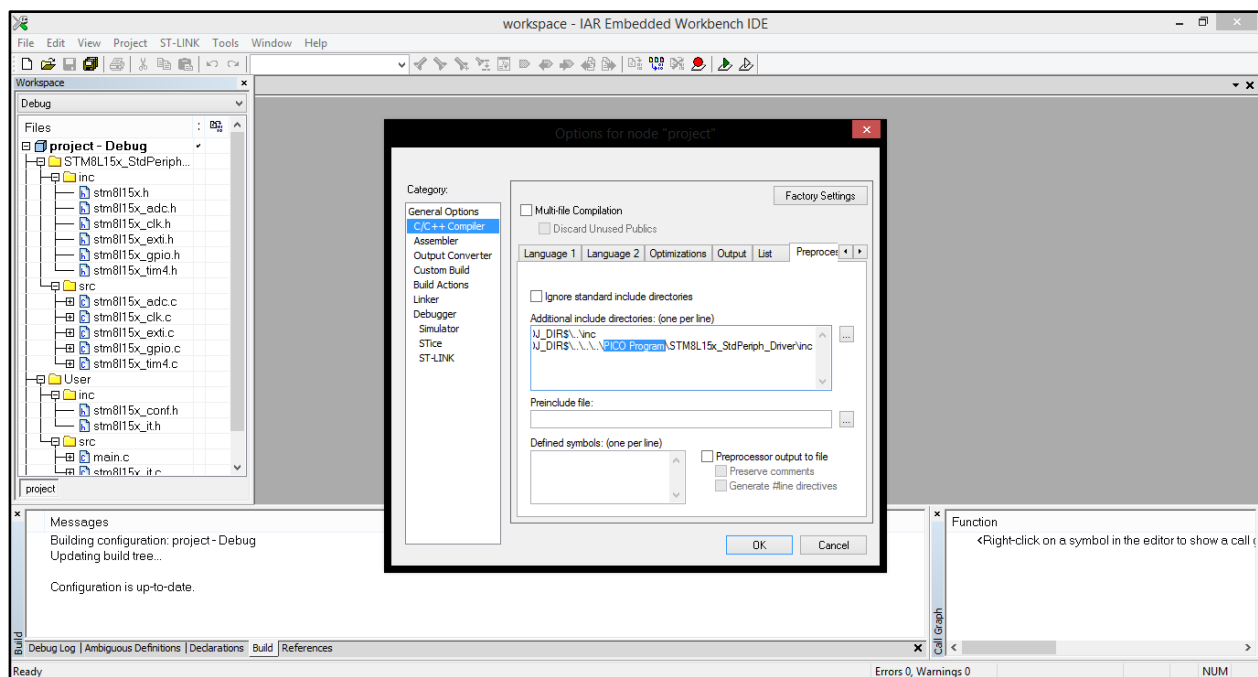 workspace - IAR Embedded Workbench IDE
File Edit View Project ST-LINK Tools Window Help
Workspace
Debug
Files
project - Debug
STM8L15x_StdPeriph...
inc
stm8l15x.h
stm8l15x_adc.h
stm8l15x_clk.h
stm8l15x_exti.h
stm8l15x_gpio.h
stm8l15x_tim4.h
src
stm8l15x_adc.c
stm8l15x_clk.c
stm8l15x_exti.c
stm8l15x_gpio.c
stm8l15x_tim4.c
User
inc
stm8l15x_conf.h
stm8l15x_it.h
src
main.c
stm8l15x_it.c
project
Options for node "project"
Category:
General Options
C/C++ Compiler
Assembler
Output Converter
Custom Build
Build Actions
Linker
Debugger
Simulator
STice
ST-LINK
Factory Settings
Multi-file Compilation
Discard Unused Publics
Language 1 Language 2 Optimizations Output List Preproces
Ignore standard include directories
Additional include directories: (one per line)
)J_DIR$\..\inc
)J_DIR$\..\..\..\PICO Program\STM8L15x_StdPeriph_Driver\inc
...
Preinclude file:
...
Defined symbols: (one per line)
Preprocessor output to file
Preserve comments
Generate #line directives
OK Cancel
Messages
Building configuration: project - Debug
Updating build tree...
Configuration is up-to-date.
Build
Debug Log Ambiguous Definitions Declarations Build References
Function
<Right-click on a symbol in the editor to show a call g
Call Graph
Ready
Errors 0, Warnings 0
NUM